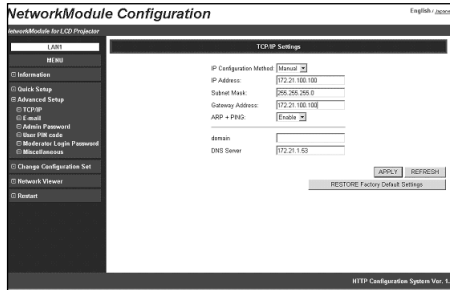 NetworkModule Configuration
English / Japanese
NetworkModule for LCD Projector
LAN1
MENU
Information
Quick Setup
Advanced Setup
TCP/IP
E-mail
Admin Password
User PIN code
Moderator Login Password
Miscellaneous
Change Configuration Set
Network Viewer
Restart
TCP/IP Settings
IP Configuration Method Manual
IP Address: 172.21.100.100
Subnet Mask: 255.255.255.0
Gateway Address: 172.21.100.100
ARP + PING: Enable
domain
DNS Server 172.21.1.53
APPLY REFRESH
RESTORE Factory Default Settings
HTTP Configuration System Ver. 1.